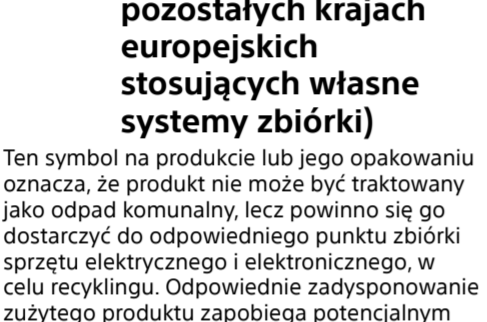 pozostałych krajach
europejskich
stosujących własne
systemy zbiórki)
Ten symbol na produkcie lub jego opakowaniu
oznacza, że produkt nie może być traktowany
jako odpad komunalny, lecz powinno się go
dostarczyć do odpowiedniego punktu zbiórki
sprzętu elektrycznego i elektronicznego, w
celu recyklingu. Odpowiednie zadysponowanie
zużytego produktu zapobiega potencjalnym